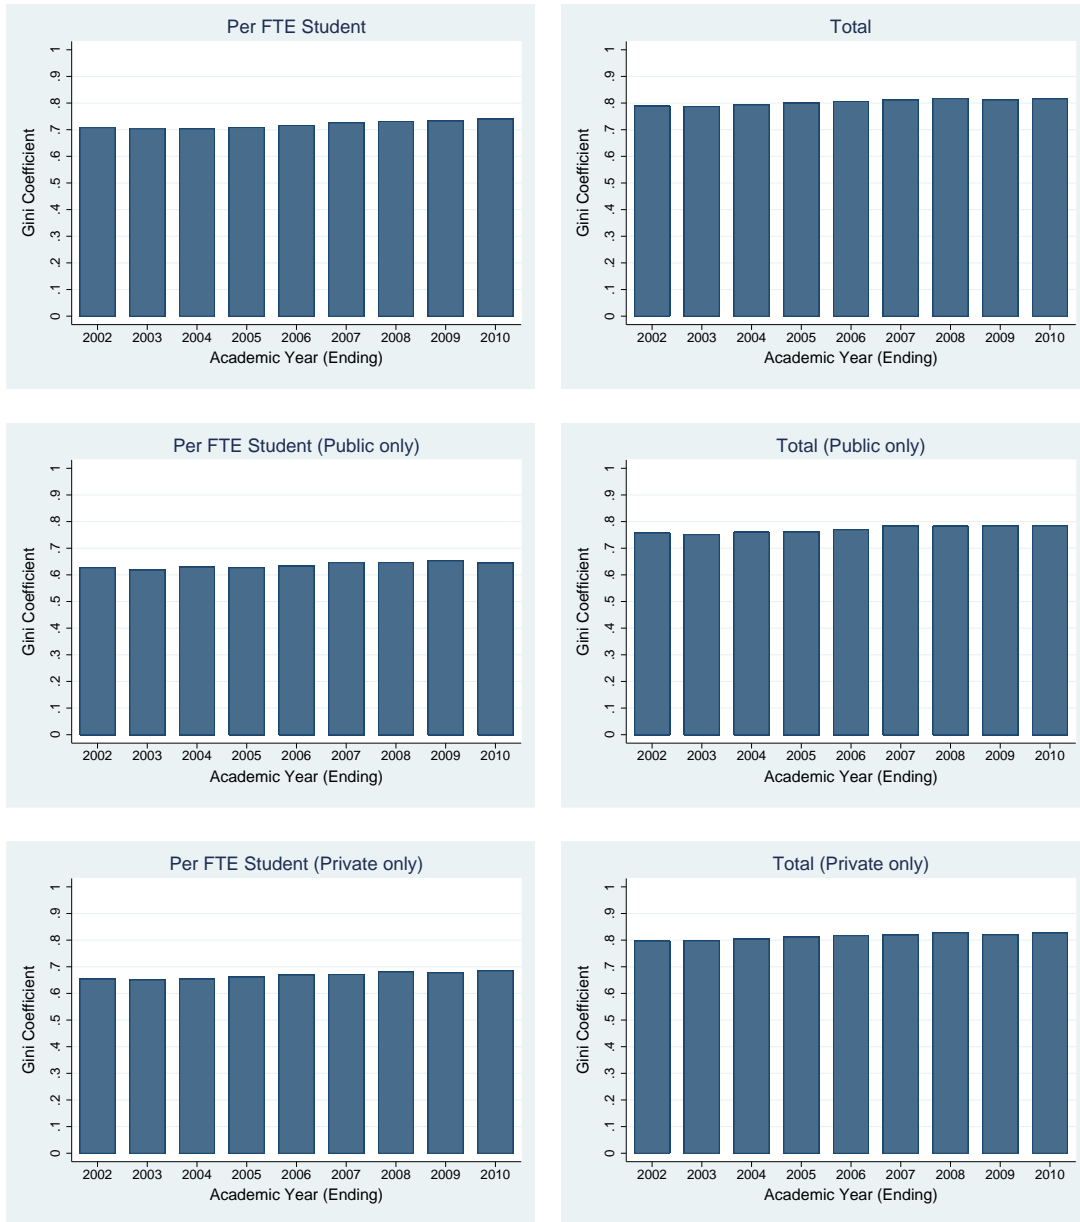 Per FTE Student
Gini Coefficient
1
.9
.8
.7
.6
.5
.4
.3
.2
.1
0
2002 2003 2004 2005 2006 2007 2008 2009 2010
Academic Year (Ending)
Total
Gini Coefficient
1
.9
.8
.7
.6
.5
.4
.3
.2
.1
0
2002 2003 2004 2005 2006 2007 2008 2009 2010
Academic Year (Ending)
Per FTE Student (Public only)
Gini Coefficient
1
.9
.8
.7
.6
.5
.4
.3
.2
.1
0
2002 2003 2004 2005 2006 2007 2008 2009 2010
Academic Year (Ending)
Total (Public only)
Gini Coefficient
1
.9
.8
.7
.6
.5
.4
.3
.2
.1
0
2002 2003 2004 2005 2006 2007 2008 2009 2010
Academic Year (Ending)
Per FTE Student (Private only)
Gini Coefficient
1
.9
.8
.7
.6
.5
.4
.3
.2
.1
0
2002 2003 2004 2005 2006 2007 2008 2009 2010
Academic Year (Ending)
Total (Private only)
Gini Coefficient
1
.9
.8
.7
.6
.5
.4
.3
.2
.1
0
2002 2003 2004 2005 2006 2007 2008 2009 2010
Academic Year (Ending)